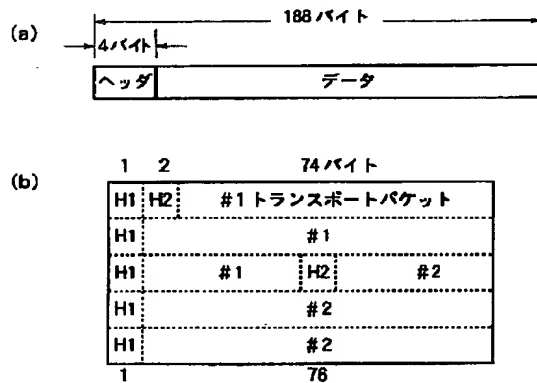 188バイト
(a)
4バイト
ヘッダ データ
1 2 74バイト
(b)
H1 H2 #1トランスポートパケット
H1 #1
H1 #1 H2 #2
H1 #2
H1 #2
1 76